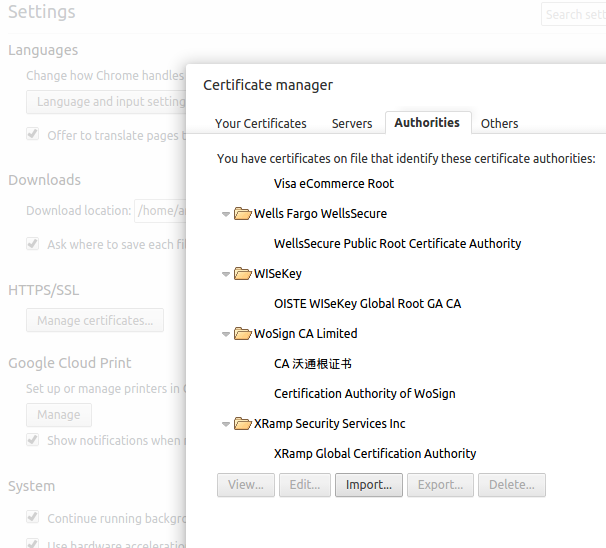 Settings
Search sett
Languages
Change how Chrome handles
Language and input setting
Offer to translate pages t
Downloads
Download location: /home/a
Ask where to save each fil
HTTPS/SSL
Manage certificates...
Google Cloud Print
Set up or manage printers in G
Manage
Show notifications when n
System
Continue running backgro
Use hardware acceleration
Certificate manager
Your Certificates Servers Authorities Others
You have certificates on file that identify these certificate authorities:
Visa eCommerce Root
Wells Fargo WellsSecure
WellsSecure Public Root Certificate Authority
WISeKey
OISTE WISeKey Global Root GA CA
WoSign CA Limited
CA 沃通根证书
Certification Authority of WoSign
XRamp Security Services Inc
XRamp Global Certification Authority
View... Edit... Import... Export... Delete...